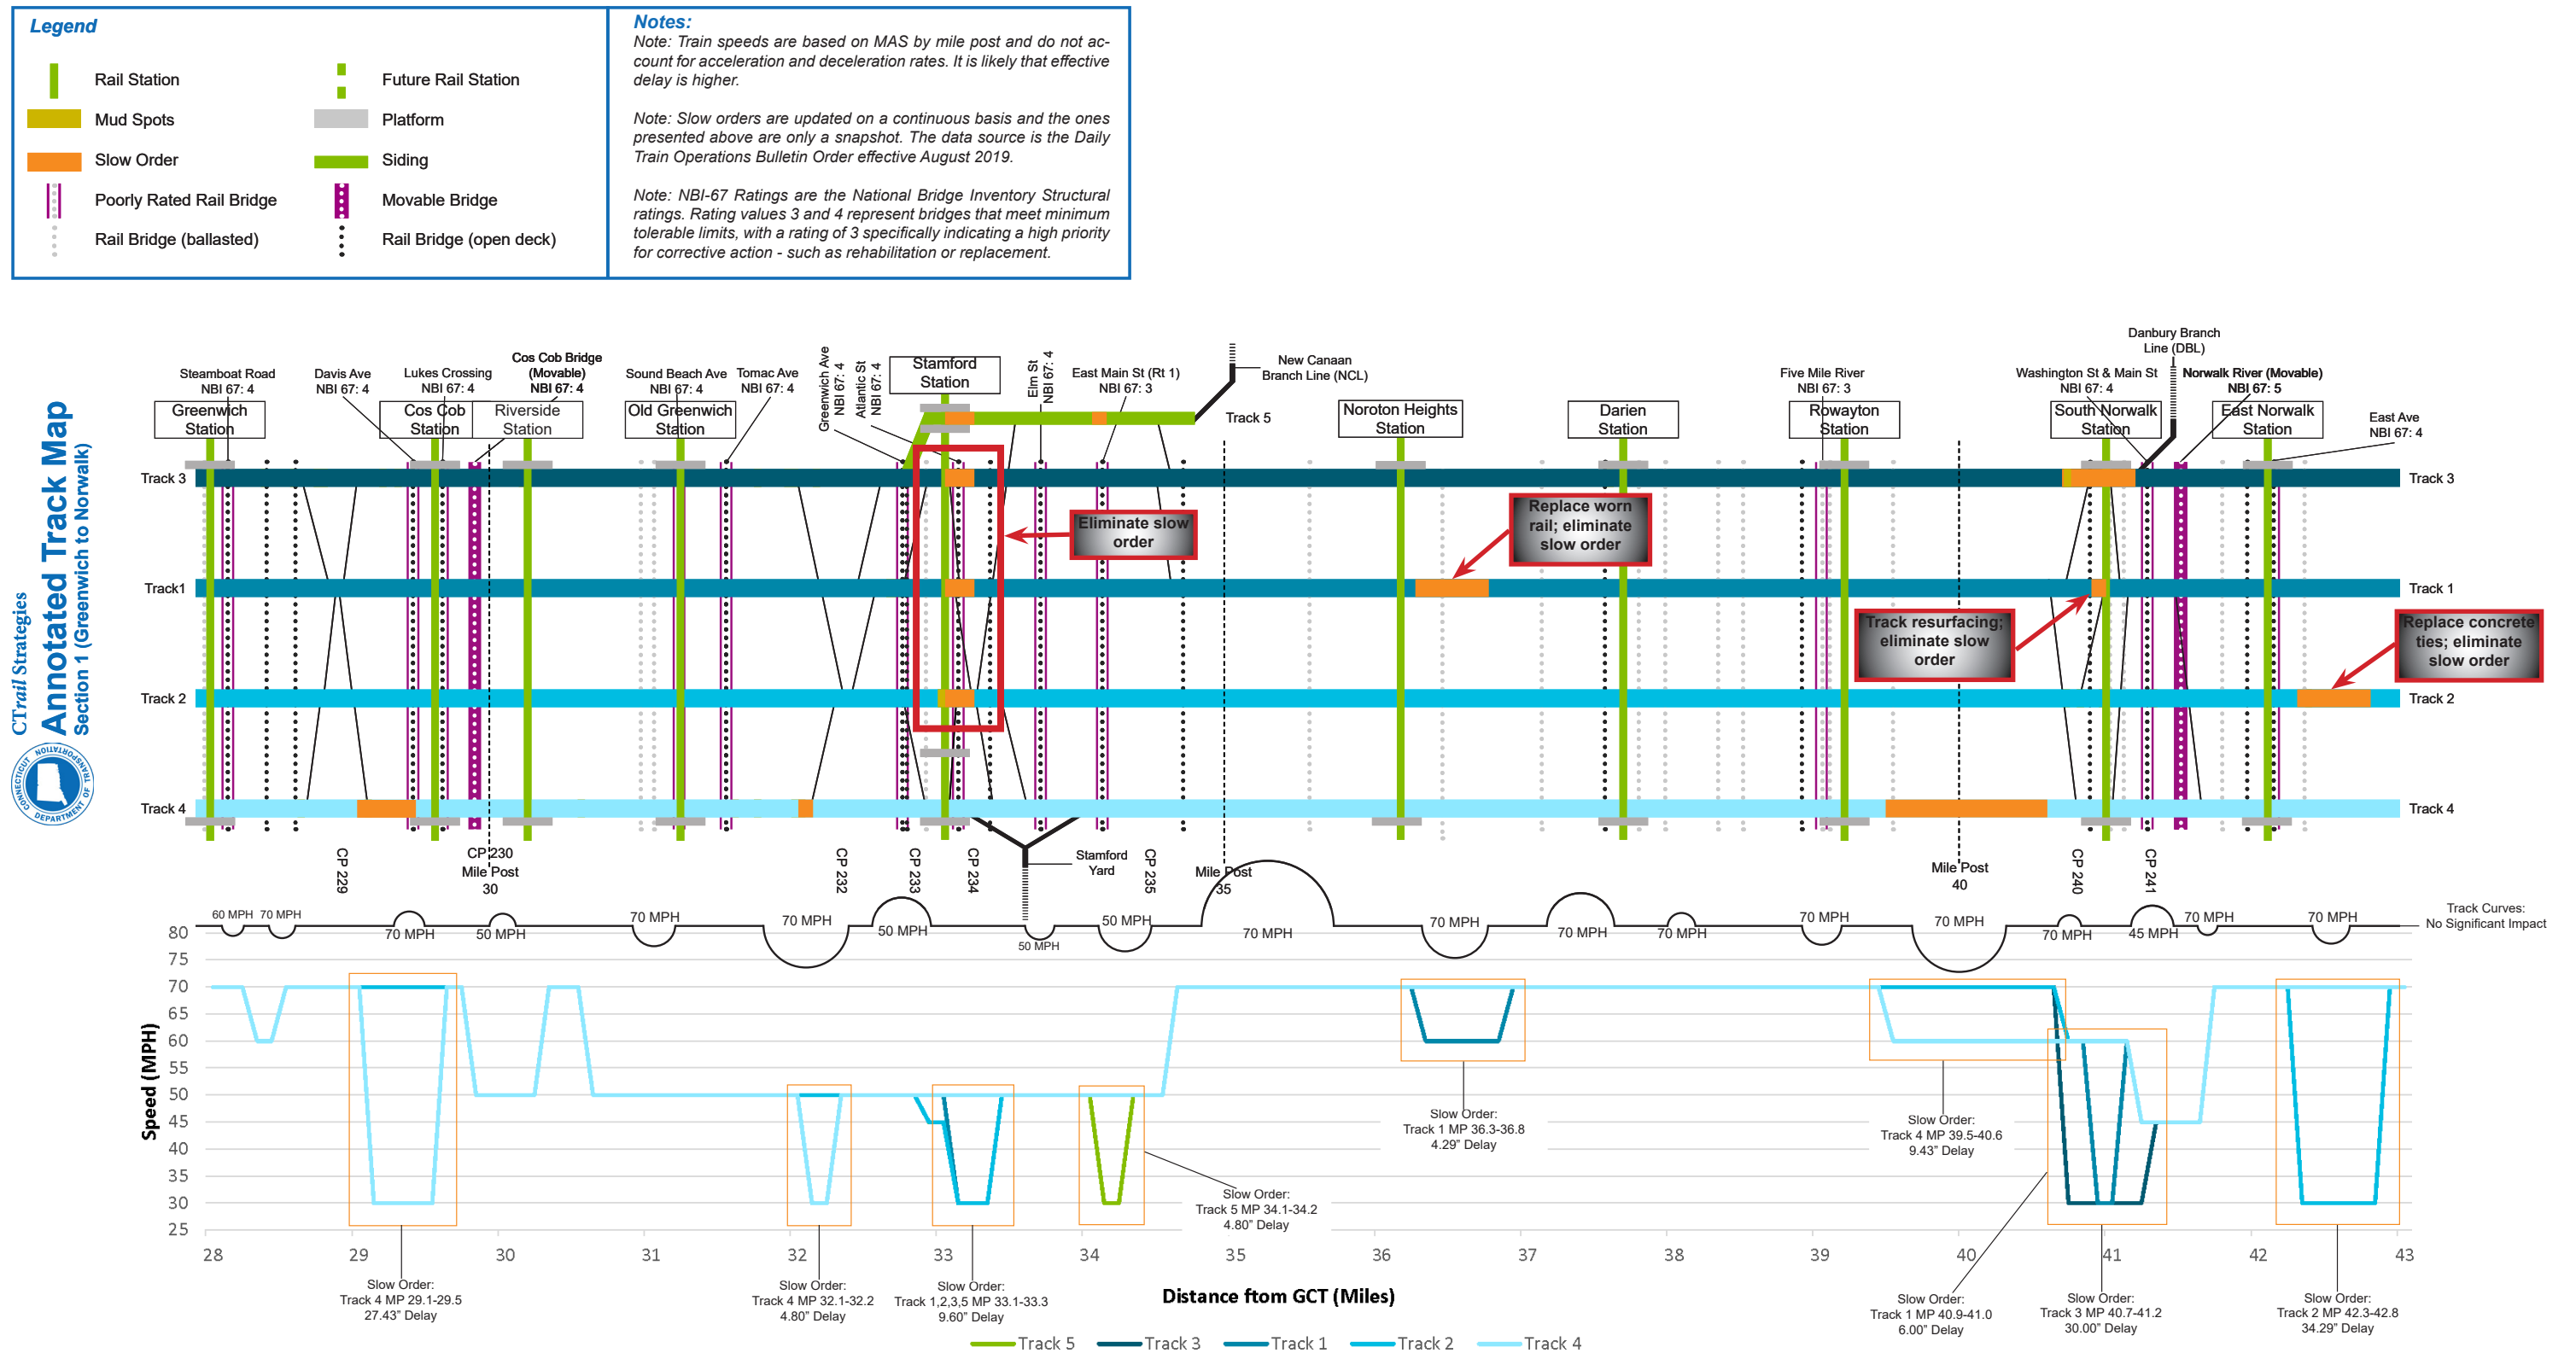 Legend
Rail Station
Future Rail Station
Mud Spots
Platform
Slow Order
Siding
Poorly Rated Rail Bridge
Movable Bridge
Rail Bridge (ballasted)
Rail Bridge (open deck)
Notes:
Note: Train speeds are based on MAS by mile post and do not ac-
count for acceleration and deceleration rates. It is likely that effective
delay is higher.
Note: Slow orders are updated on a continuous basis and the ones
presented above are only a snapshot. The data source is the Daily
Train Operations Bulletin Order effective August 2019.
Note: NBI-67 Ratings are the National Bridge Inventory Structural
ratings. Rating values 3 and 4 represent bridges that meet minimum
tolerable limits, with a rating of 3 specifically indicating a high priority
for corrective action - such as rehabilitation or replacement.
CTrail Strategies
Annotated Track Map
Section 1 (Greenwich to Norwalk)
CONNECTICUT
DEPARTMENT OF
TRANSPORTATION
Steamboat Road
NBI 67: 4
Davis Ave
NBI 67: 4
Lukes Crossing
NBI 67: 4
Cos Cob Bridge
(Movable)
NBI 67: 4
Sound Beach Ave
NBI 67: 4
Tomac Ave
NBI 67: 4
Greenwich Ave
NBI 67: 4
Atlantic St
NBI 67: 4
Elm St
NBI 67: 4
East Main St (Rt 1)
NBI 67: 3
New Canaan
Branch Line (NCL)
Five Mile River
NBI 67: 3
Washington St & Main St
NBI 67: 4
Danbury Branch
Line (DBL)
Norwalk River (Movable)
NBI 67: 5
East Ave
NBI 67: 4
Greenwich
Station
Cos Cob
Station
Riverside
Station
Old Greenwich
Station
Stamford
Station
Noroton Heights
Station
Darien
Station
Rowayton
Station
South Norwalk
Station
East Norwalk
Station
Track 5
Track 3
Track 3
Track1
Track 1
Track 2
Track 2
Track 4
Track 4
Eliminate slow
order
Replace worn
rail; eliminate
slow order
Track resurfacing;
eliminate slow
order
Replace concrete
ties; eliminate
slow order
CP 229
CP 230
Mile Post
30
CP 232
CP 233
CP 234
Stamford
Yard
CP 235
Mile Post
35
Mile Post
40
CP 240
CP 241
60 MPH
70 MPH
70 MPH
50 MPH
70 MPH
70 MPH
50 MPH
50 MPH
50 MPH
70 MPH
70 MPH
70 MPH
70 MPH
70 MPH
70 MPH
70 MPH
45 MPH
70 MPH
70 MPH
Track Curves:
No Significant Impact
Speed (MPH)
80
75
70
65
60
55
50
45
40
35
30
25
28
29
30
31
32
33
34
35
36
37
38
39
40
41
42
43
Slow Order:
Track 4 MP 29.1-29.5
27.43” Delay
Slow Order:
Track 4 MP 32.1-32.2
4.80” Delay
Slow Order:
Track 1,2,3,5 MP 33.1-33.3
9.60” Delay
Slow Order:
Track 5 MP 34.1-34.2
4.80” Delay
Slow Order:
Track 1 MP 36.3-36.8
4.29” Delay
Slow Order:
Track 4 MP 39.5-40.6
9.43” Delay
Slow Order:
Track 1 MP 40.9-41.0
6.00” Delay
Slow Order:
Track 3 MP 40.7-41.2
30.00” Delay
Slow Order:
Track 2 MP 42.3-42.8
34.29” Delay
Distance ftom GCT (Miles)
Track 5
Track 3
Track 1
Track 2
Track 4